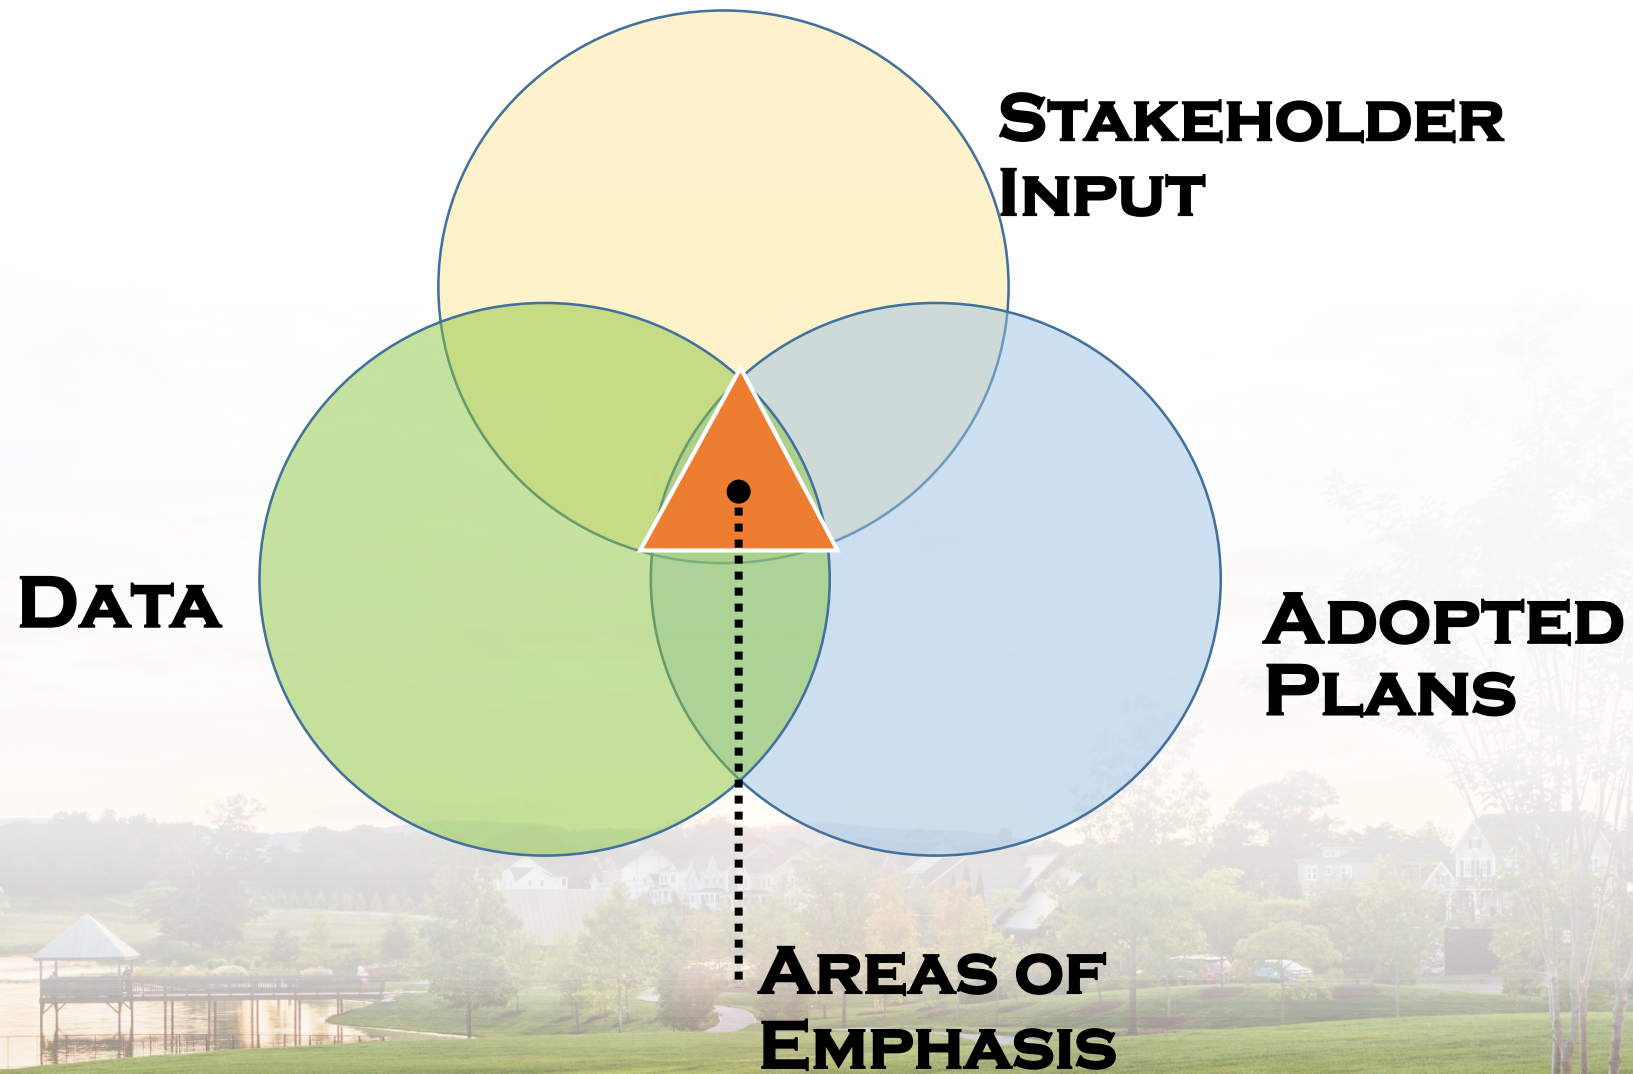 STAKEHOLDER
INPUT
DATA
ADOPTED
PLANS
AREAS OF
EMPHASIS